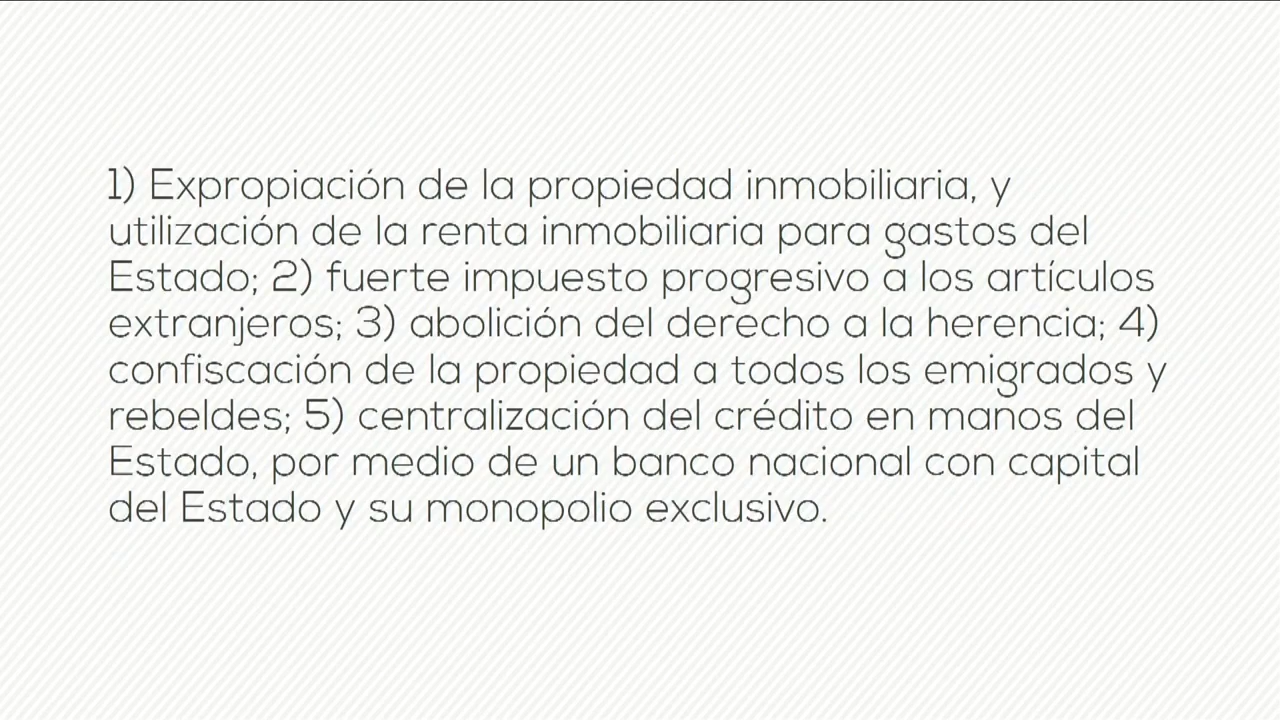 1) Expropiación de la propiedad inmobiliaria, y
utilización de la renta inmobiliaria para gastos del
Estado; 2) fuerte impuesto progresivo a los artículos
extranjeros; 3) abolición del derecho a la herencia; 4)
confiscación de la propiedad a todos los emigrados y
rebeldes; 5) centralización del crédito en manos del
Estado, por medio de un banco nacional con capital
del Estado y su monopolio exclusivo.